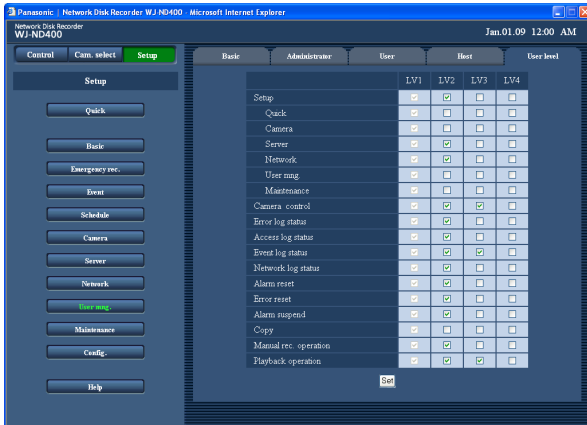 Panasonic | Network Disk Recorder WJ-ND400 - Microsoft Internet Explorer
Network Disk Recorder
WJ-ND400
Jan.01.09 12:00 AM
Control Cam. select Setup
Basic Administrator User Host User level
Setup
LV1 LV2 LV3 LV4
Quick
Basic
Emergency rec.
Event
Schedule
Camera
Server
Network
User mng.
Maintenance
Config.
Help
Setup
Quick
Camera
Server
Network
User mng.
Maintenance
Camera control
Error log status
Access log status
Event log status
Network log status
Alarm reset
Error reset
Alarm suspend
Copy
Manual rec. operation
Playback operation
Set